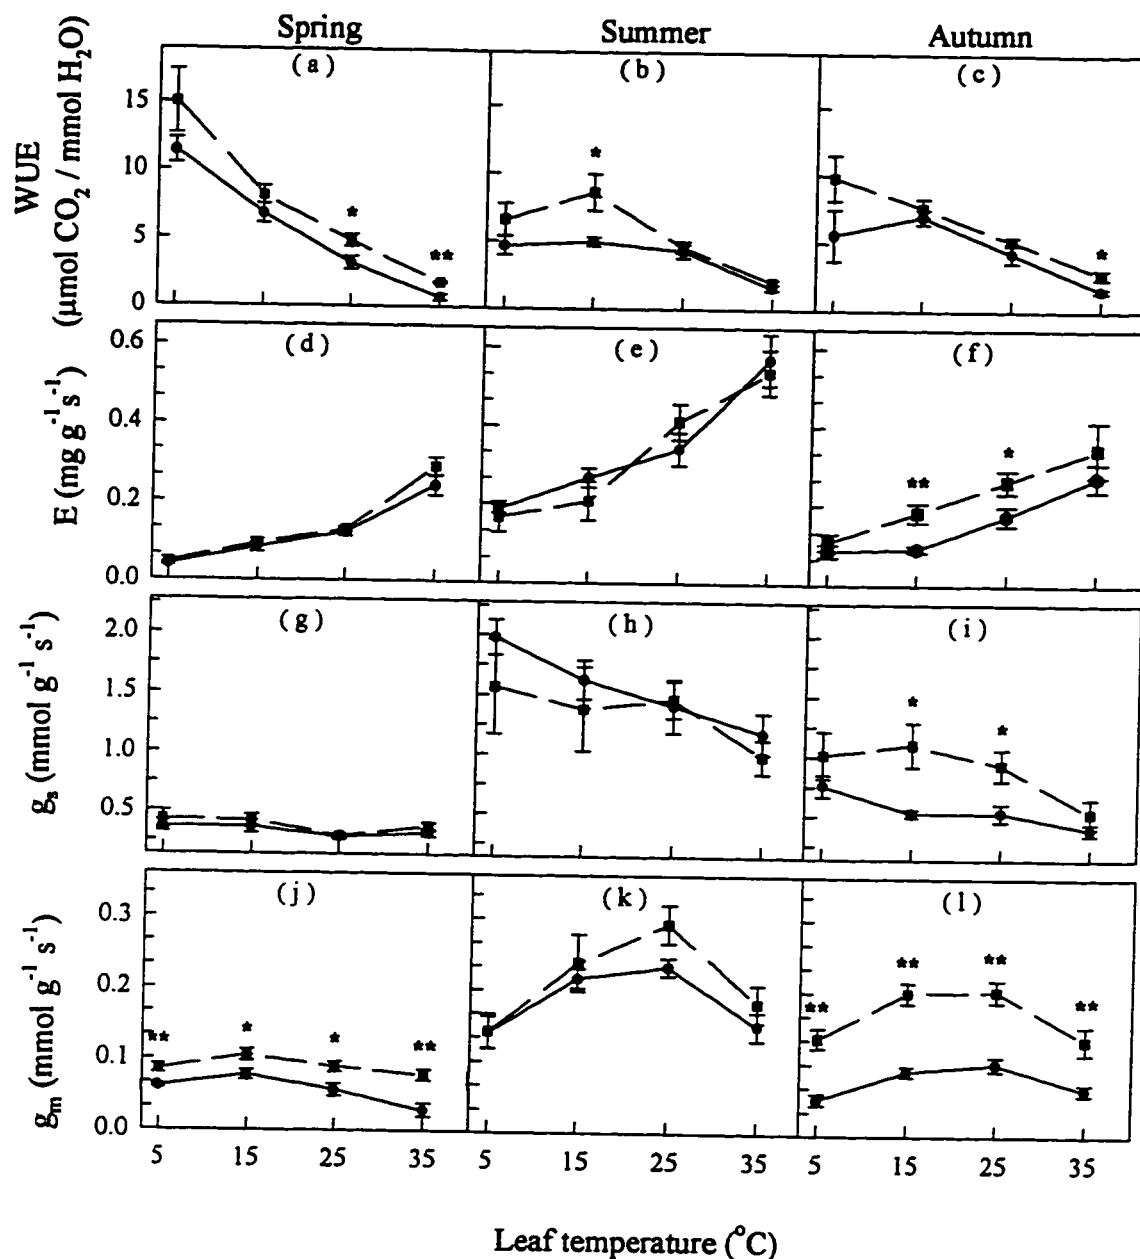 Spring Summer Autumn
(a) (b) (c)
WUE
(µmol CO₂ / mmol H₂O)
15
10
5
0
*
**
*
*
(d) (e) (f)
E (mg g⁻¹s⁻¹)
0.6
0.4
0.2
0.0
**
*
(g) (h) (i)
gₛ (mmol g⁻¹ s⁻¹)
2.0
1.5
1.0
0.5
*
*
(j) (k) (l)
gₘ (mmol g⁻¹ s⁻¹)
0.3
0.2
0.1
0.0
** * * **
** ** ** **
5 15 25 35 5 15 25 35 5 15 25 35
Leaf temperature (°C)